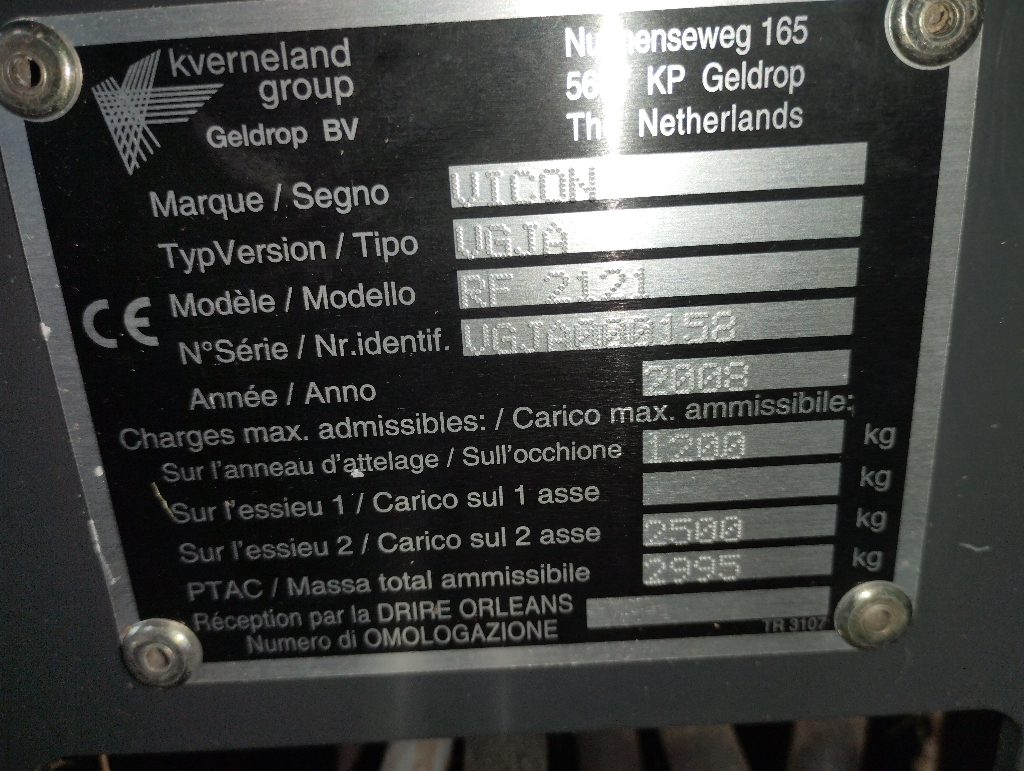 kverneland
group
Geldrop BV
165
KP Geldrop
Netherlands
Marque / Segno VICON
TypVersion / Tipo VGJA
Modèle / Modello RF 2121
CE
N°Série / Nr.identif. VGJA000158
Année / Anno 2008
Charges max. admissibles: / Carico max. ammissibile:
Sur l'anneau d'attelage / Sull'occhione 1200 kg
Sur l'essieu 1 / Carico sul 1 asse kg
Sur l'essieu 2 / Carico sul 2 asse 2500 kg
PTAC / Massa total ammissibile 2995 kg
Réception par la DRIRE ORLEANS
Numero di OMOLOGAZIONE
TR 3107